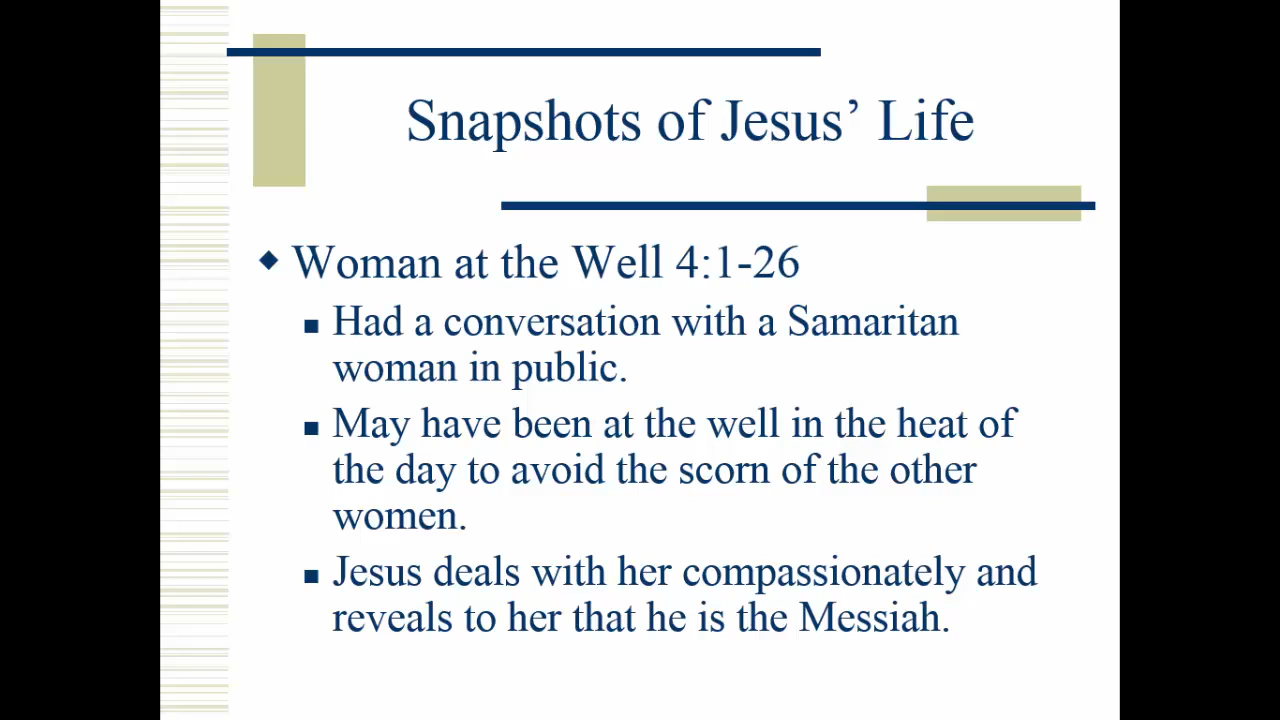 Snapshots of Jesus’ Life
Woman at the Well 4:1-26
Had a conversation with a Samaritan
woman in public.
May have been at the well in the heat of
the day to avoid the scorn of the other
women.
Jesus deals with her compassionately and
reveals to her that he is the Messiah.